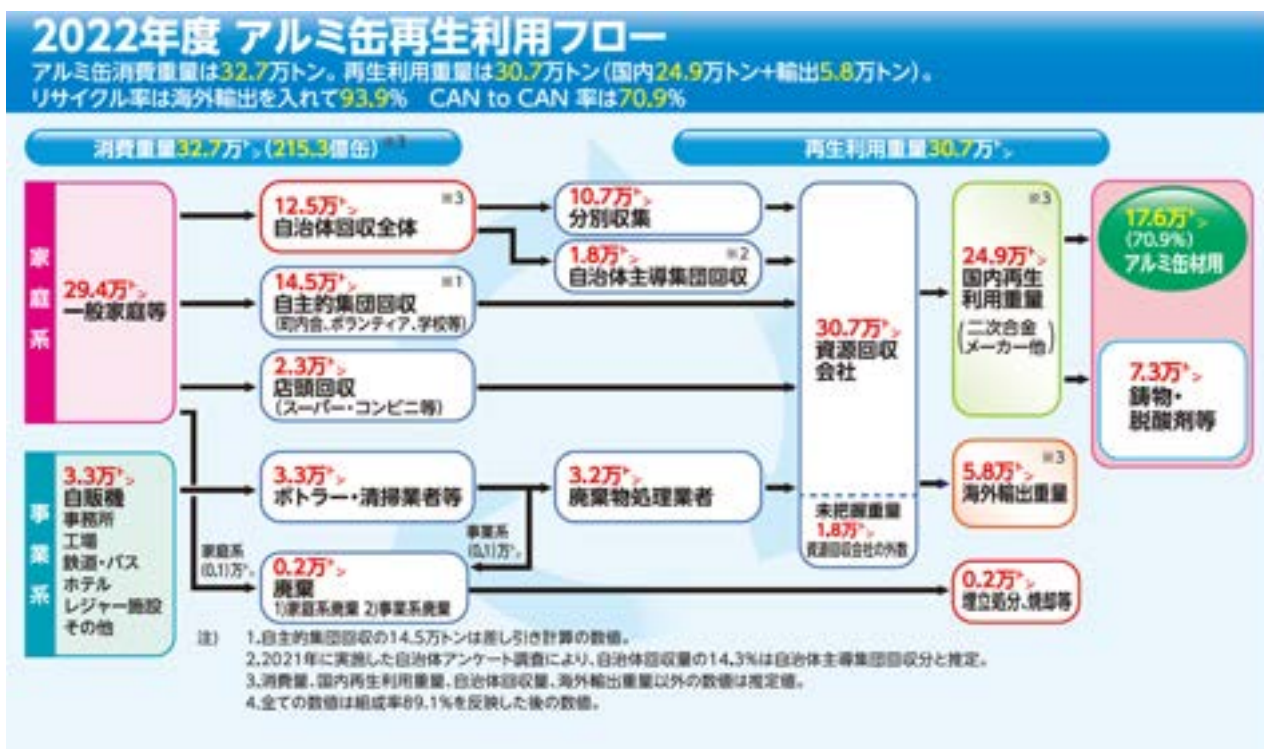 2022年度 アルミ缶再生利用フロー
アルミ缶消費重量は32.7万トン。再生利用重量は30.7万トン(国内24.9万トン+輸出5.8万トン)。
リサイクル率は海外輸出を入れて93.9% CAN to CAN 率は70.9%
消費重量32.7万トン(215.3億缶)※3
再生利用重量30.7万トン
家庭系
29.4万トン
一般家庭等
12.5万トン ※3
自治体回収全体
14.5万トン ※1
自主的集団回収
(町内会、ボランティア、学校等)
2.3万トン
店頭回収
(スーパー・コンビニ等)
10.7万トン
分別収集
1.8万トン ※2
自治体主導集団回収
30.7万トン
資源回収
会社
未把握重量
1.8万トン
資源回収会社の外数
※3
24.9万トン
国内再生
利用重量
(二次合金
メーカー他)
17.6万トン
(70.9%)
アルミ缶材用
7.3万トン
鋳物・
脱酸剤等
事業系
3.3万トン
自販機
事務所
工場
鉄道・バス
ホテル
レジャー施設
その他
3.3万トン
ボトラー・清掃業者等
3.2万トン
廃棄物処理業者
5.8万トン ※3
海外輸出重量
家庭系
(0.1)万トン
事業系
(0.1)万トン
0.2万トン
廃棄
1)家庭系廃棄 2)事業系廃棄
0.2万トン
埋立処分、焼却等
注) 1.自主的集団回収の14.5万トンは差し引き計算の数値。
2.2021年に実施した自治体アンケート調査により、自治体回収量の14.3%は自治体主導集団回収分と推定。
3.消費量、国内再生利用重量、自治体回収量、海外輸出重量以外の数値は推定値。
4.全ての数値は組成率89.1%を反映した後の数値。